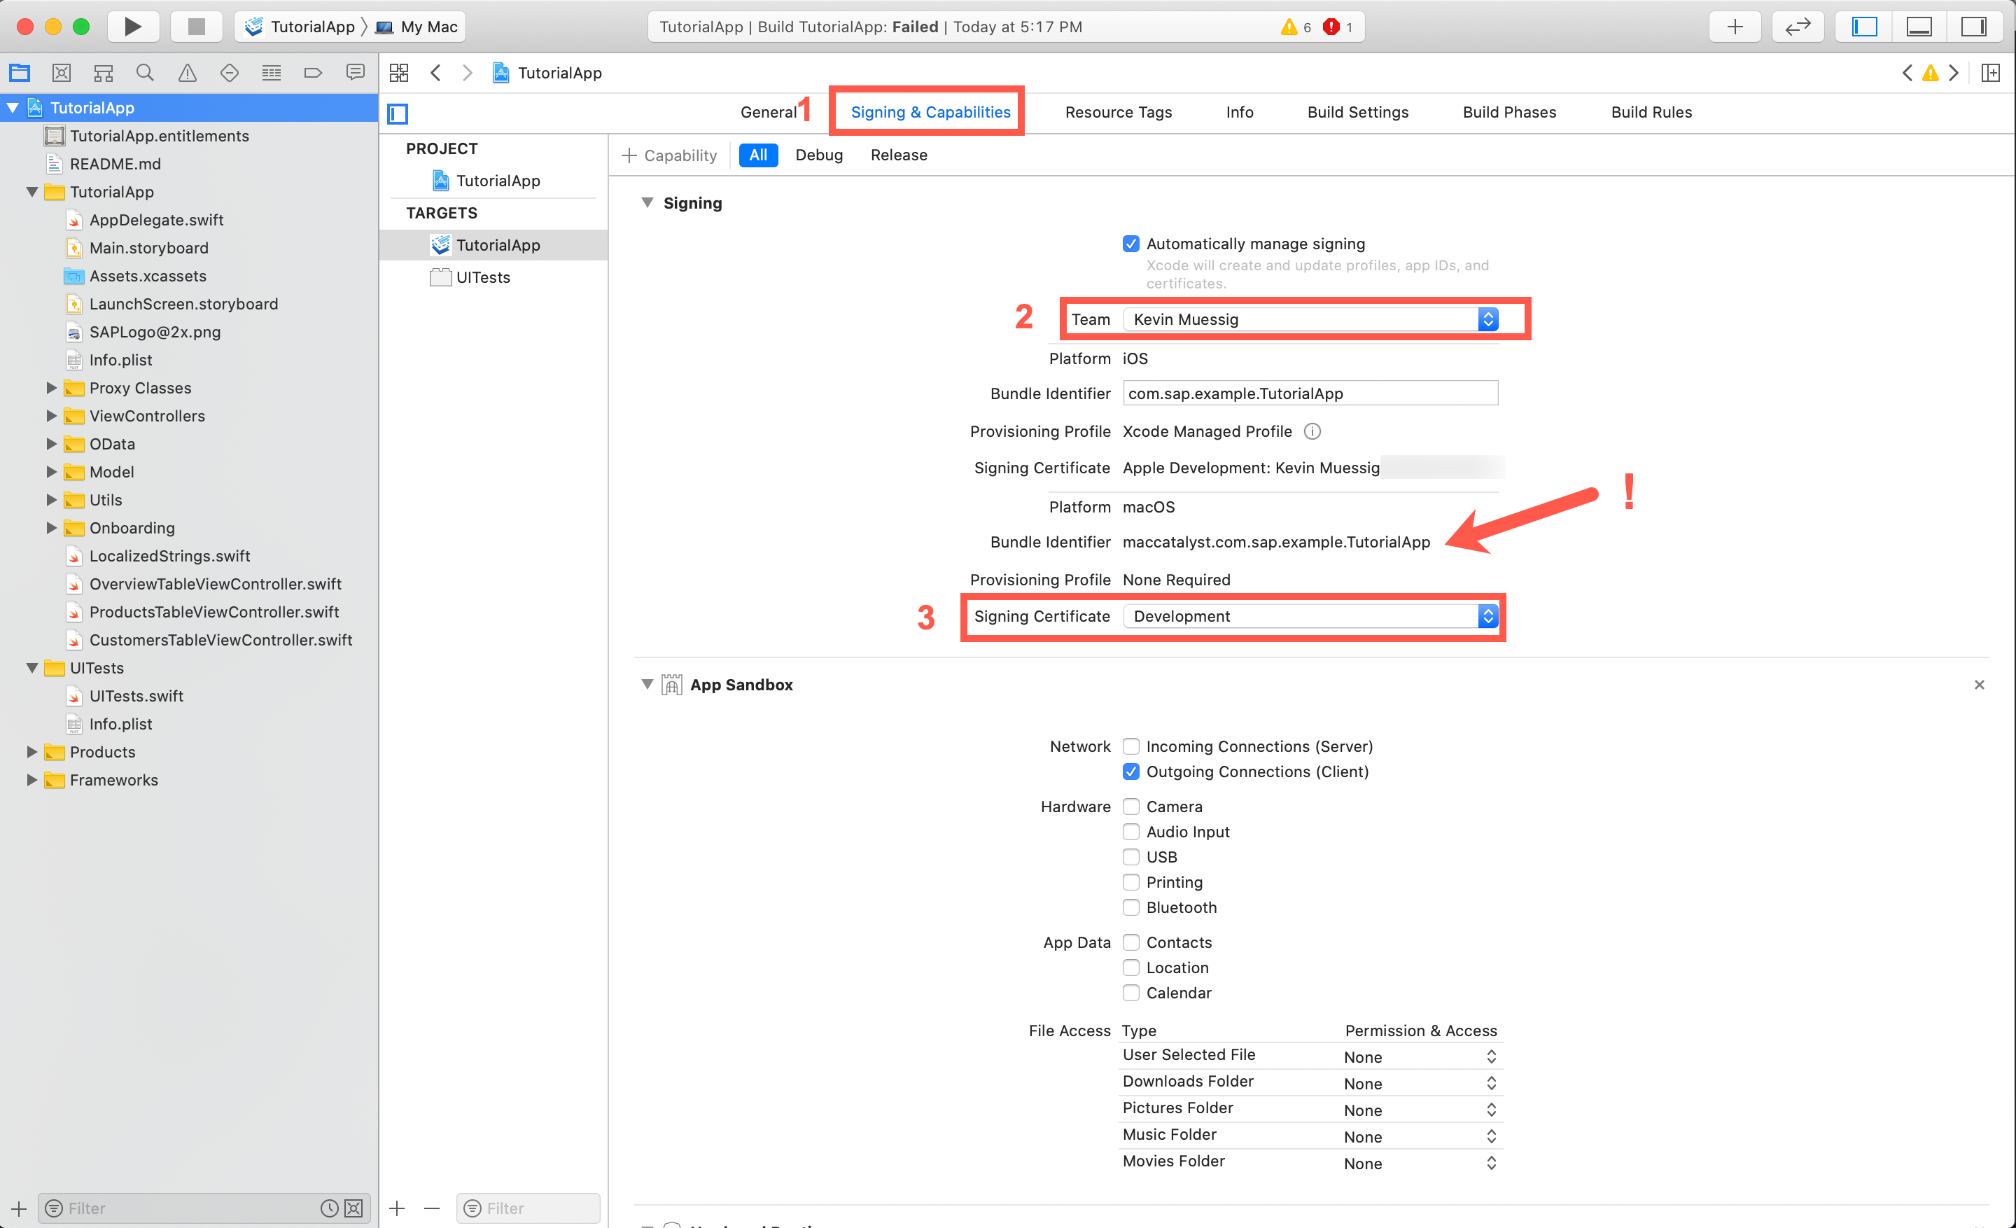 TutorialApp
My Mac
TutorialApp | Build TutorialApp: Failed | Today at 5:17 PM
6
1
TutorialApp
TutorialApp
General
1
Signing & Capabilities
Resource Tags
Info
Build Settings
Build Phases
Build Rules
TutorialApp.entitlements
README.md
TutorialApp
AppDelegate.swift
Main.storyboard
Assets.xcassets
LaunchScreen.storyboard
SAPLogo@2x.png
Info.plist
Proxy Classes
ViewControllers
OData
Model
Utils
Onboarding
LocalizedStrings.swift
OverviewTableViewController.swift
ProductsTableViewController.swift
CustomersTableViewController.swift
UITests
UITests.swift
Info.plist
Products
Frameworks
Filter
PROJECT
TutorialApp
TARGETS
TutorialApp
UITests
Filter
Capability
All
Debug
Release
Signing
Automatically manage signing
Xcode will create and update profiles, app IDs, and
certificates.
2
Team Kevin Muessig
Platform iOS
Bundle Identifier com.sap.example.TutorialApp
Provisioning Profile Xcode Managed Profile
Signing Certificate Apple Development: Kevin Muessig
!
Platform macOS
Bundle Identifier maccatalyst.com.sap.example.TutorialApp
Provisioning Profile None Required
3
Signing Certificate Development
App Sandbox
Network Incoming Connections (Server)
Outgoing Connections (Client)
Hardware Camera
Audio Input
USB
Printing
Bluetooth
App Data Contacts
Location
Calendar
File Access Type Permission & Access
User Selected File None
Downloads Folder None
Pictures Folder None
Music Folder None
Movies Folder None